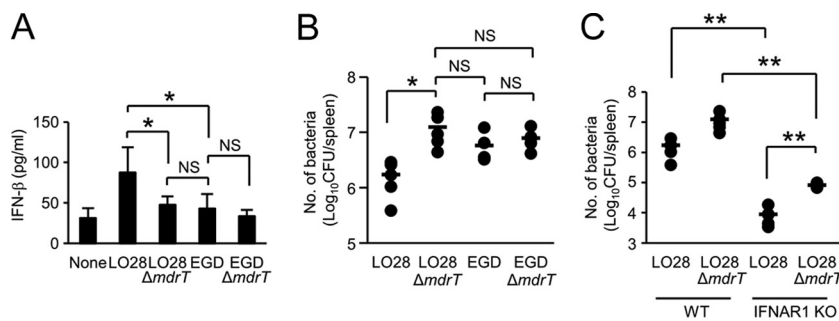 A
IFN-β (pg/ml)
150
100
50
0
*
*
NS
NS
None
LO28
LO28 ΔmdrT
EGD
EGD ΔmdrT
B
No. of bacteria
(Log10CFU/spleen)
8
7
6
5
NS
*
NS
NS
LO28
LO28 ΔmdrT
EGD
EGD ΔmdrT
C
No. of bacteria
(Log10CFU/spleen)
8
7
6
5
4
3
**
**
**
LO28
LO28 ΔmdrT
LO28
LO28 ΔmdrT
WT
IFNAR1 KO